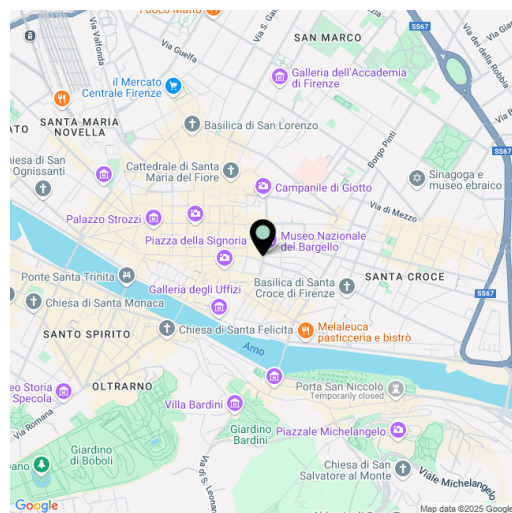 Fuoco Matto
SS67
Via Guelfa
Via Valfonda
SAN MARCO
Via dei della Robbia
il Mercato
Centrale Firenze
Galleria dell'Accademia
di Firenze
SANTA MARIA
NOVELLA
Basilica di San Lorenzo
Borgo Pinti
SS67
Cattedrale di Santa
Maria del Fiore
Campanile di Giotto
Sinagoga e
museo ebraico
Ognissanti
Palazzo Strozzi
Via di Mezzo
Piazza della Signoria
Museo Nazionale
del Bargello
Ponte Santa Trinita
Galleria degli Uffizi
Basilica di Santa
Croce di Firenze
SANTA CROCE
SS67
Chiesa di Santa Monaca
SANTO SPIRITO
Chiesa di Santa Felicita
Melaleuca
pasticceria e bistrò
Arno
OLTRARNO
eo Storia
Specola
Porta San Niccolò
Temporarily closed
Villa Bardini
Via Romana
Giardino
Bardini
Piazzale Michelangelo
Giardino
di Boboli
Chiesa di San
Salvatore al Monte
Viale Michelangelo
Via di S. Leonar
Google
Map data ©2025 Google